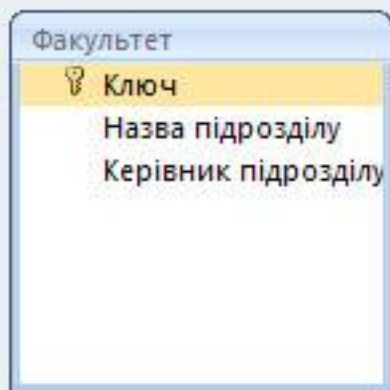 Факультет
Ключ
Назва підрозділу
Керівник підрозділу